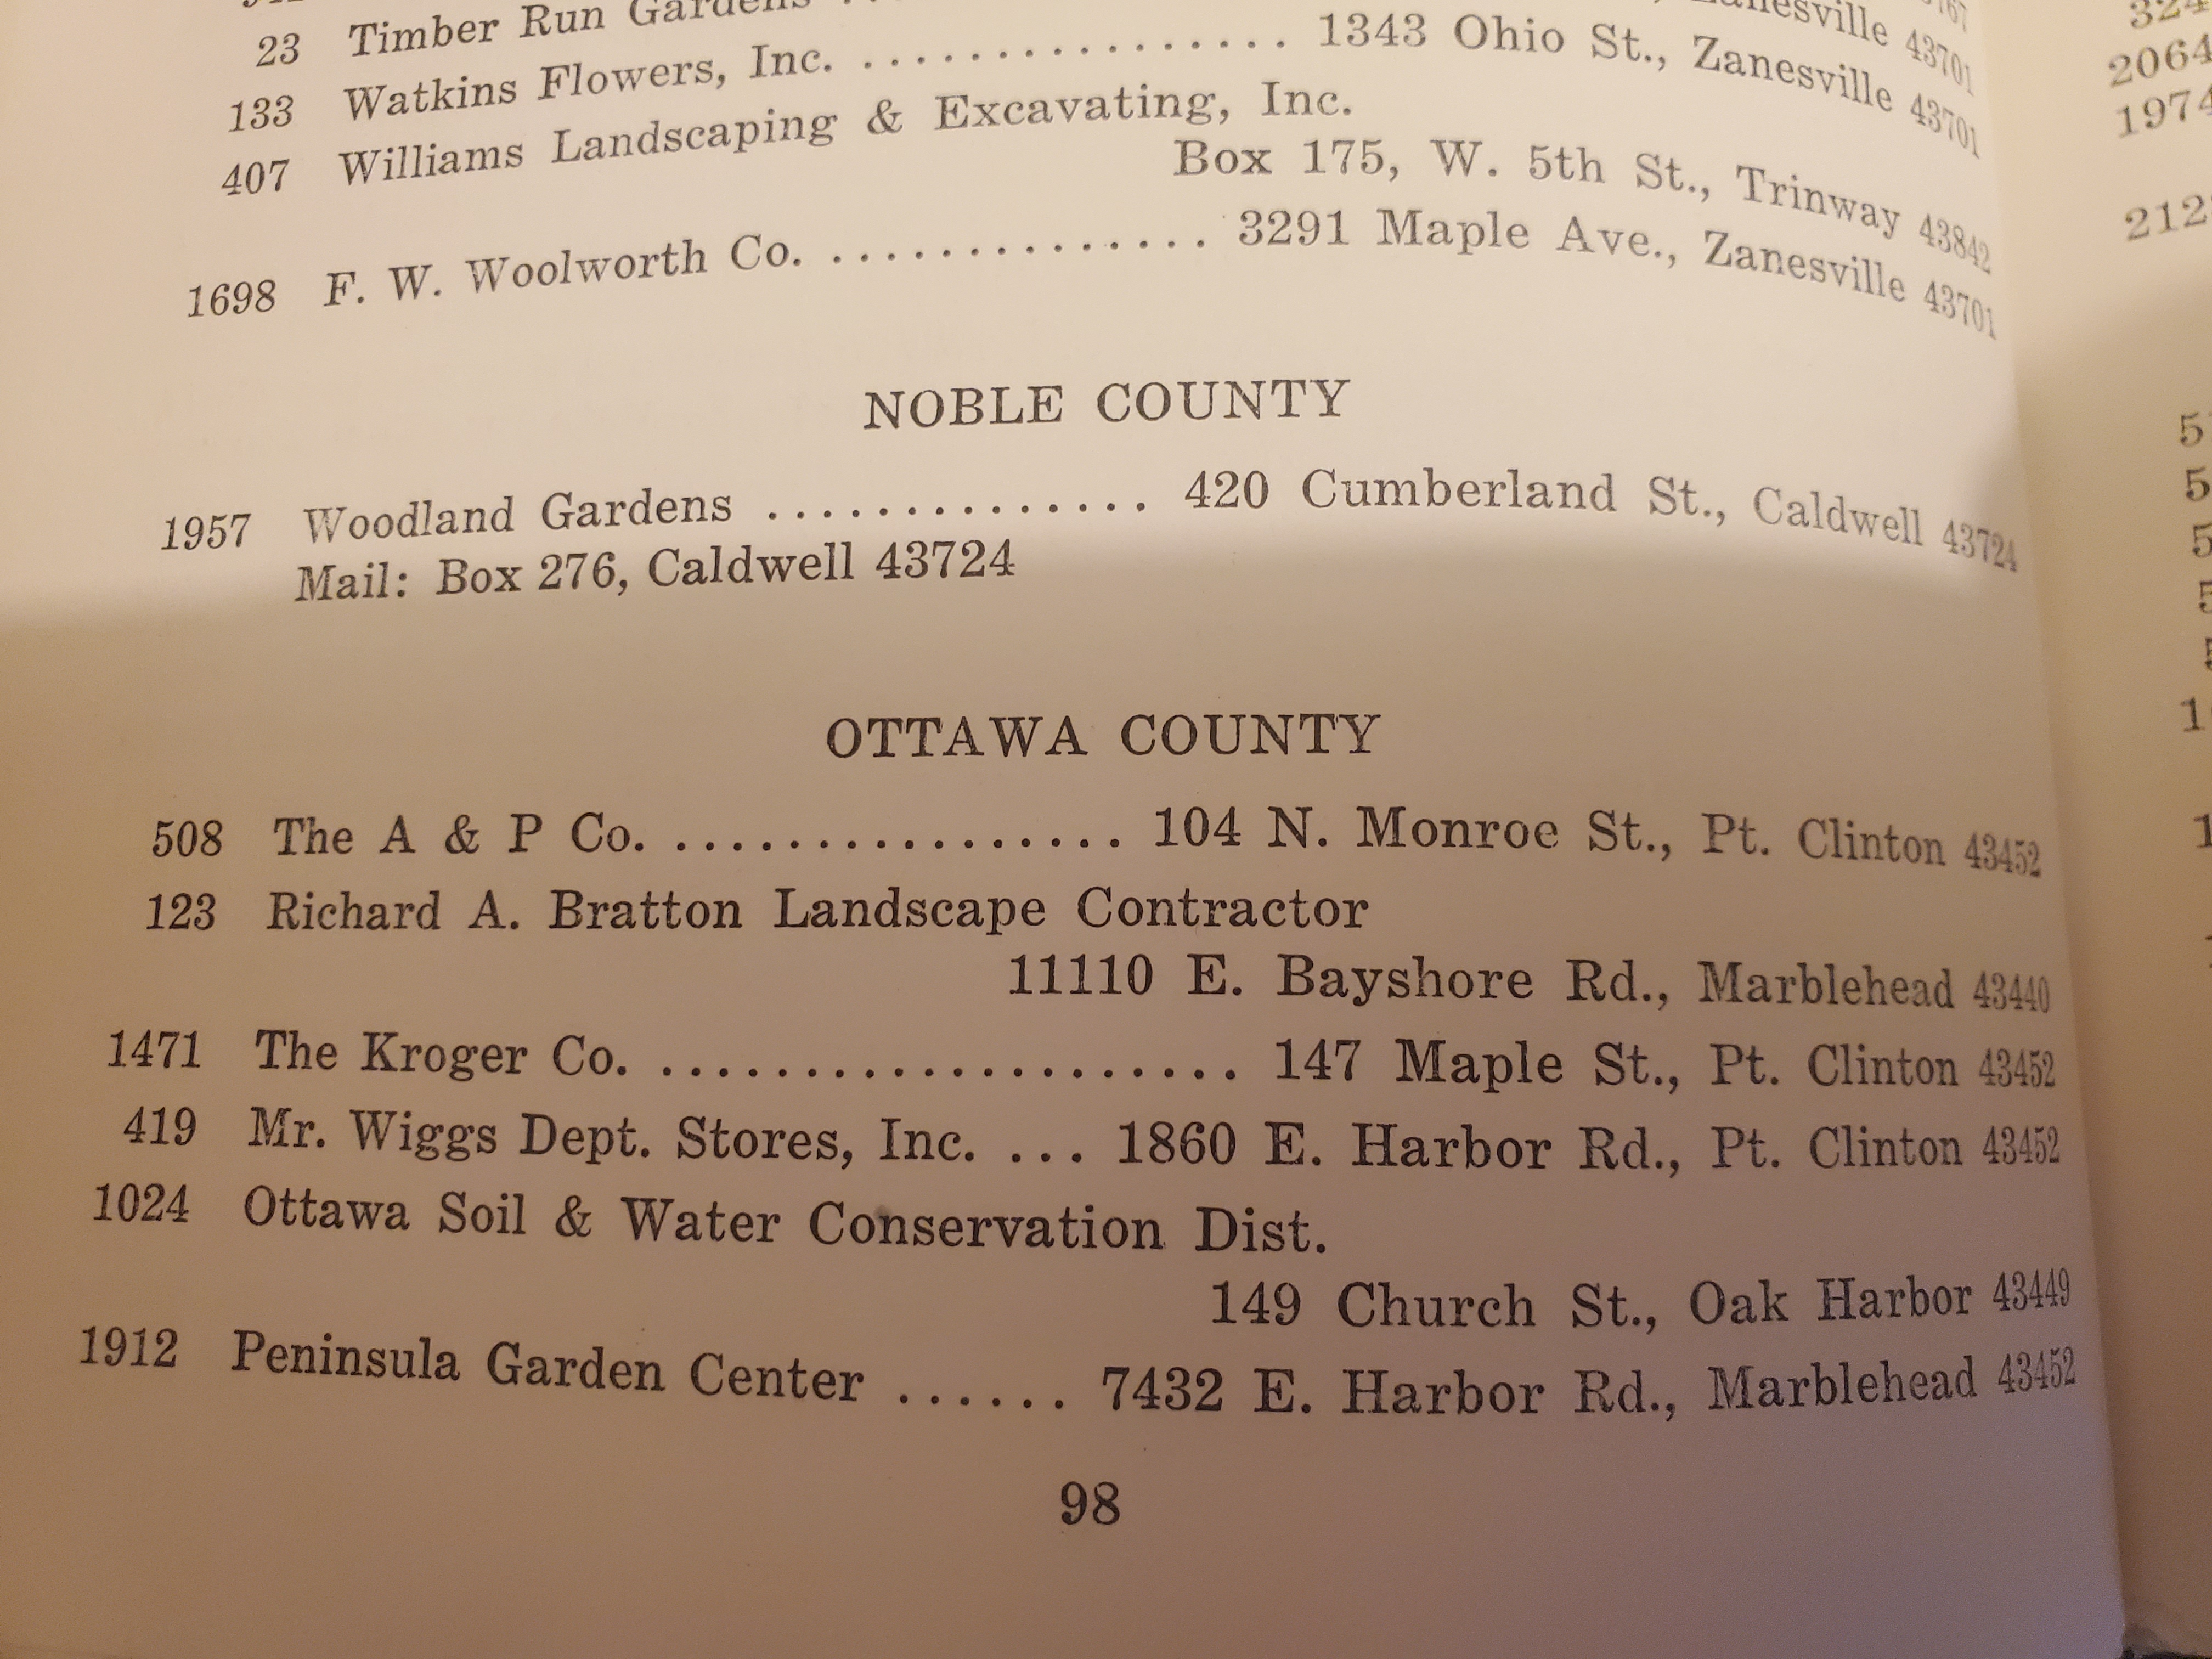 23 Timber Run Gardens
133 Watkins Flowers, Inc. ................ 1343 Ohio St., Zanesville 43701
407 Williams Landscaping & Excavating, Inc.
Box 175, W. 5th St., Trinway 43842
1698 F. W. Woolworth Co. .............. 3291 Maple Ave., Zanesville 43701
NOBLE COUNTY
1957 Woodland Gardens .............. 420 Cumberland St., Caldwell 43724
Mail: Box 276, Caldwell 43724
OTTAWA COUNTY
508 The A & P Co. ................ 104 N. Monroe St., Pt. Clinton 43452
123 Richard A. Bratton Landscape Contractor
11110 E. Bayshore Rd., Marblehead 43440
1471 The Kroger Co. ..................... 147 Maple St., Pt. Clinton 43452
419 Mr. Wiggs Dept. Stores, Inc. ... 1860 E. Harbor Rd., Pt. Clinton 43452
1024 Ottawa Soil & Water Conservation Dist.
149 Church St., Oak Harbor 43449
1912 Peninsula Garden Center ...... 7432 E. Harbor Rd., Marblehead 43452
98
2064
1974